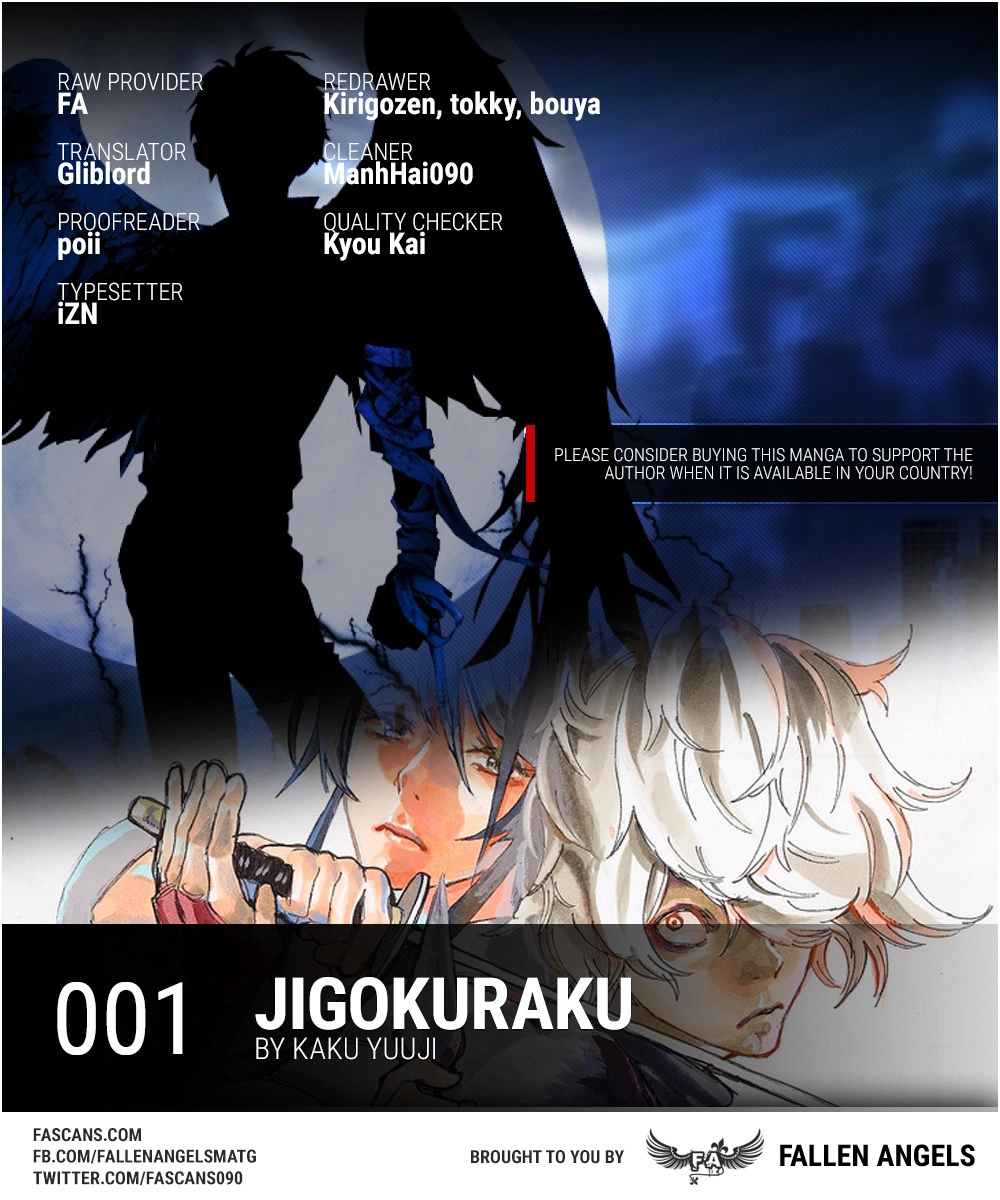 RAW PROVIDER
FA
TRANSLATOR
Gliblord
PROOFREADER
poii
TYPESETTER
iZN
REDRAWER
Kirigozen, tokky, bouya
CLEANER
ManhHai090
QUALITY CHECKER
Kyou Kai
PLEASE CONSIDER BUYING THIS MANGA TO SUPPORT THE
AUTHOR WHEN IT IS AVAILABLE IN YOUR COUNTRY!
001
JIGOKURAKU
BY KAKU YUUJI
FASCANS.COM
FB.COM/FALLENANGELSMATG
TWITTER.COM/FASCANS090
BROUGHT TO YOU BY
FA
FALLEN ANGELS